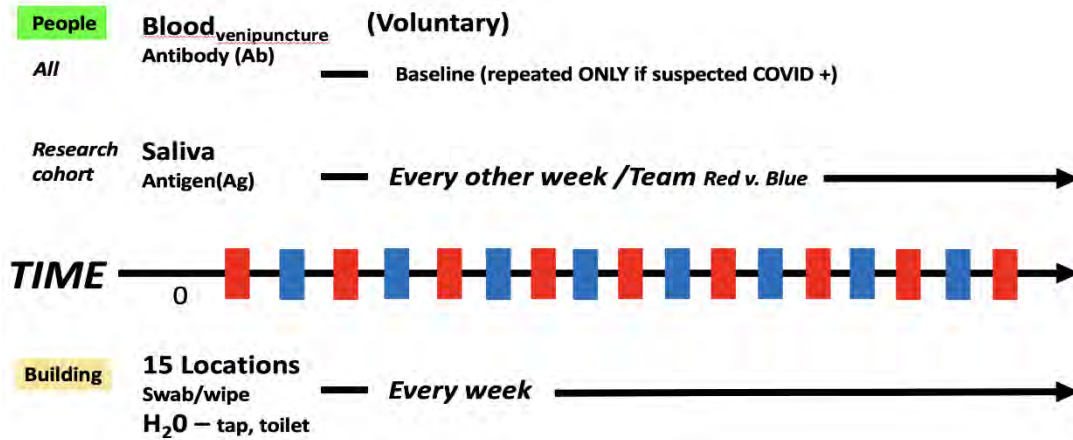 People Blood venipuncture (Voluntary)
All Antibody (Ab)
Baseline (repeated ONLY if suspected COVID +)
Research cohort Saliva
Antigen(Ag) Every other week /Team Red v. Blue
TIME
0
15 Locations
Building Swab/wipe Every week
H₂0 – tap, toilet